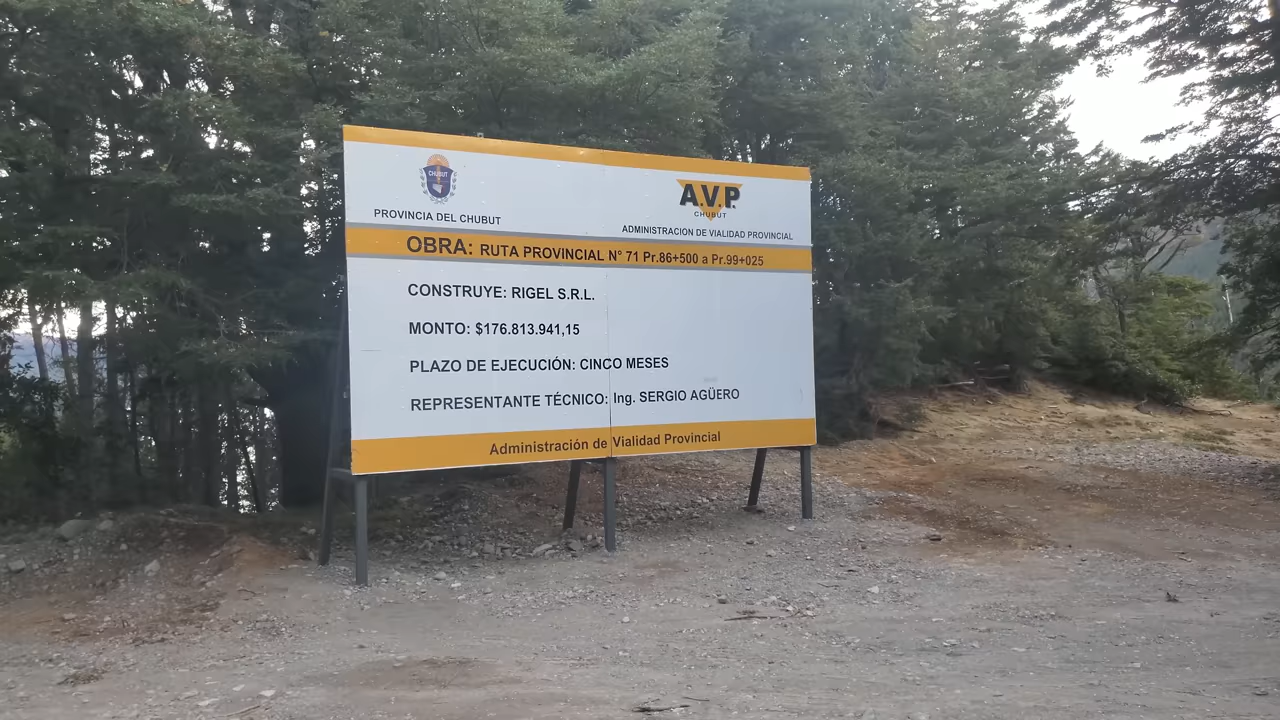 CHUBUT
PROVINCIA DEL CHUBUT
A.V.P.
CHUBUT
ADMINISTRACION DE VIALIDAD PROVINCIAL
OBRA: RUTA PROVINCIAL N° 71 Pr.86+500 a Pr.99+025
CONSTRUYE: RIGEL S.R.L.
MONTO: $176.813.941,15
PLAZO DE EJECUCIÓN: CINCO MESES
REPRESENTANTE TÉCNICO: Ing. SERGIO AGÜERO
Administración de Vialidad Provincial